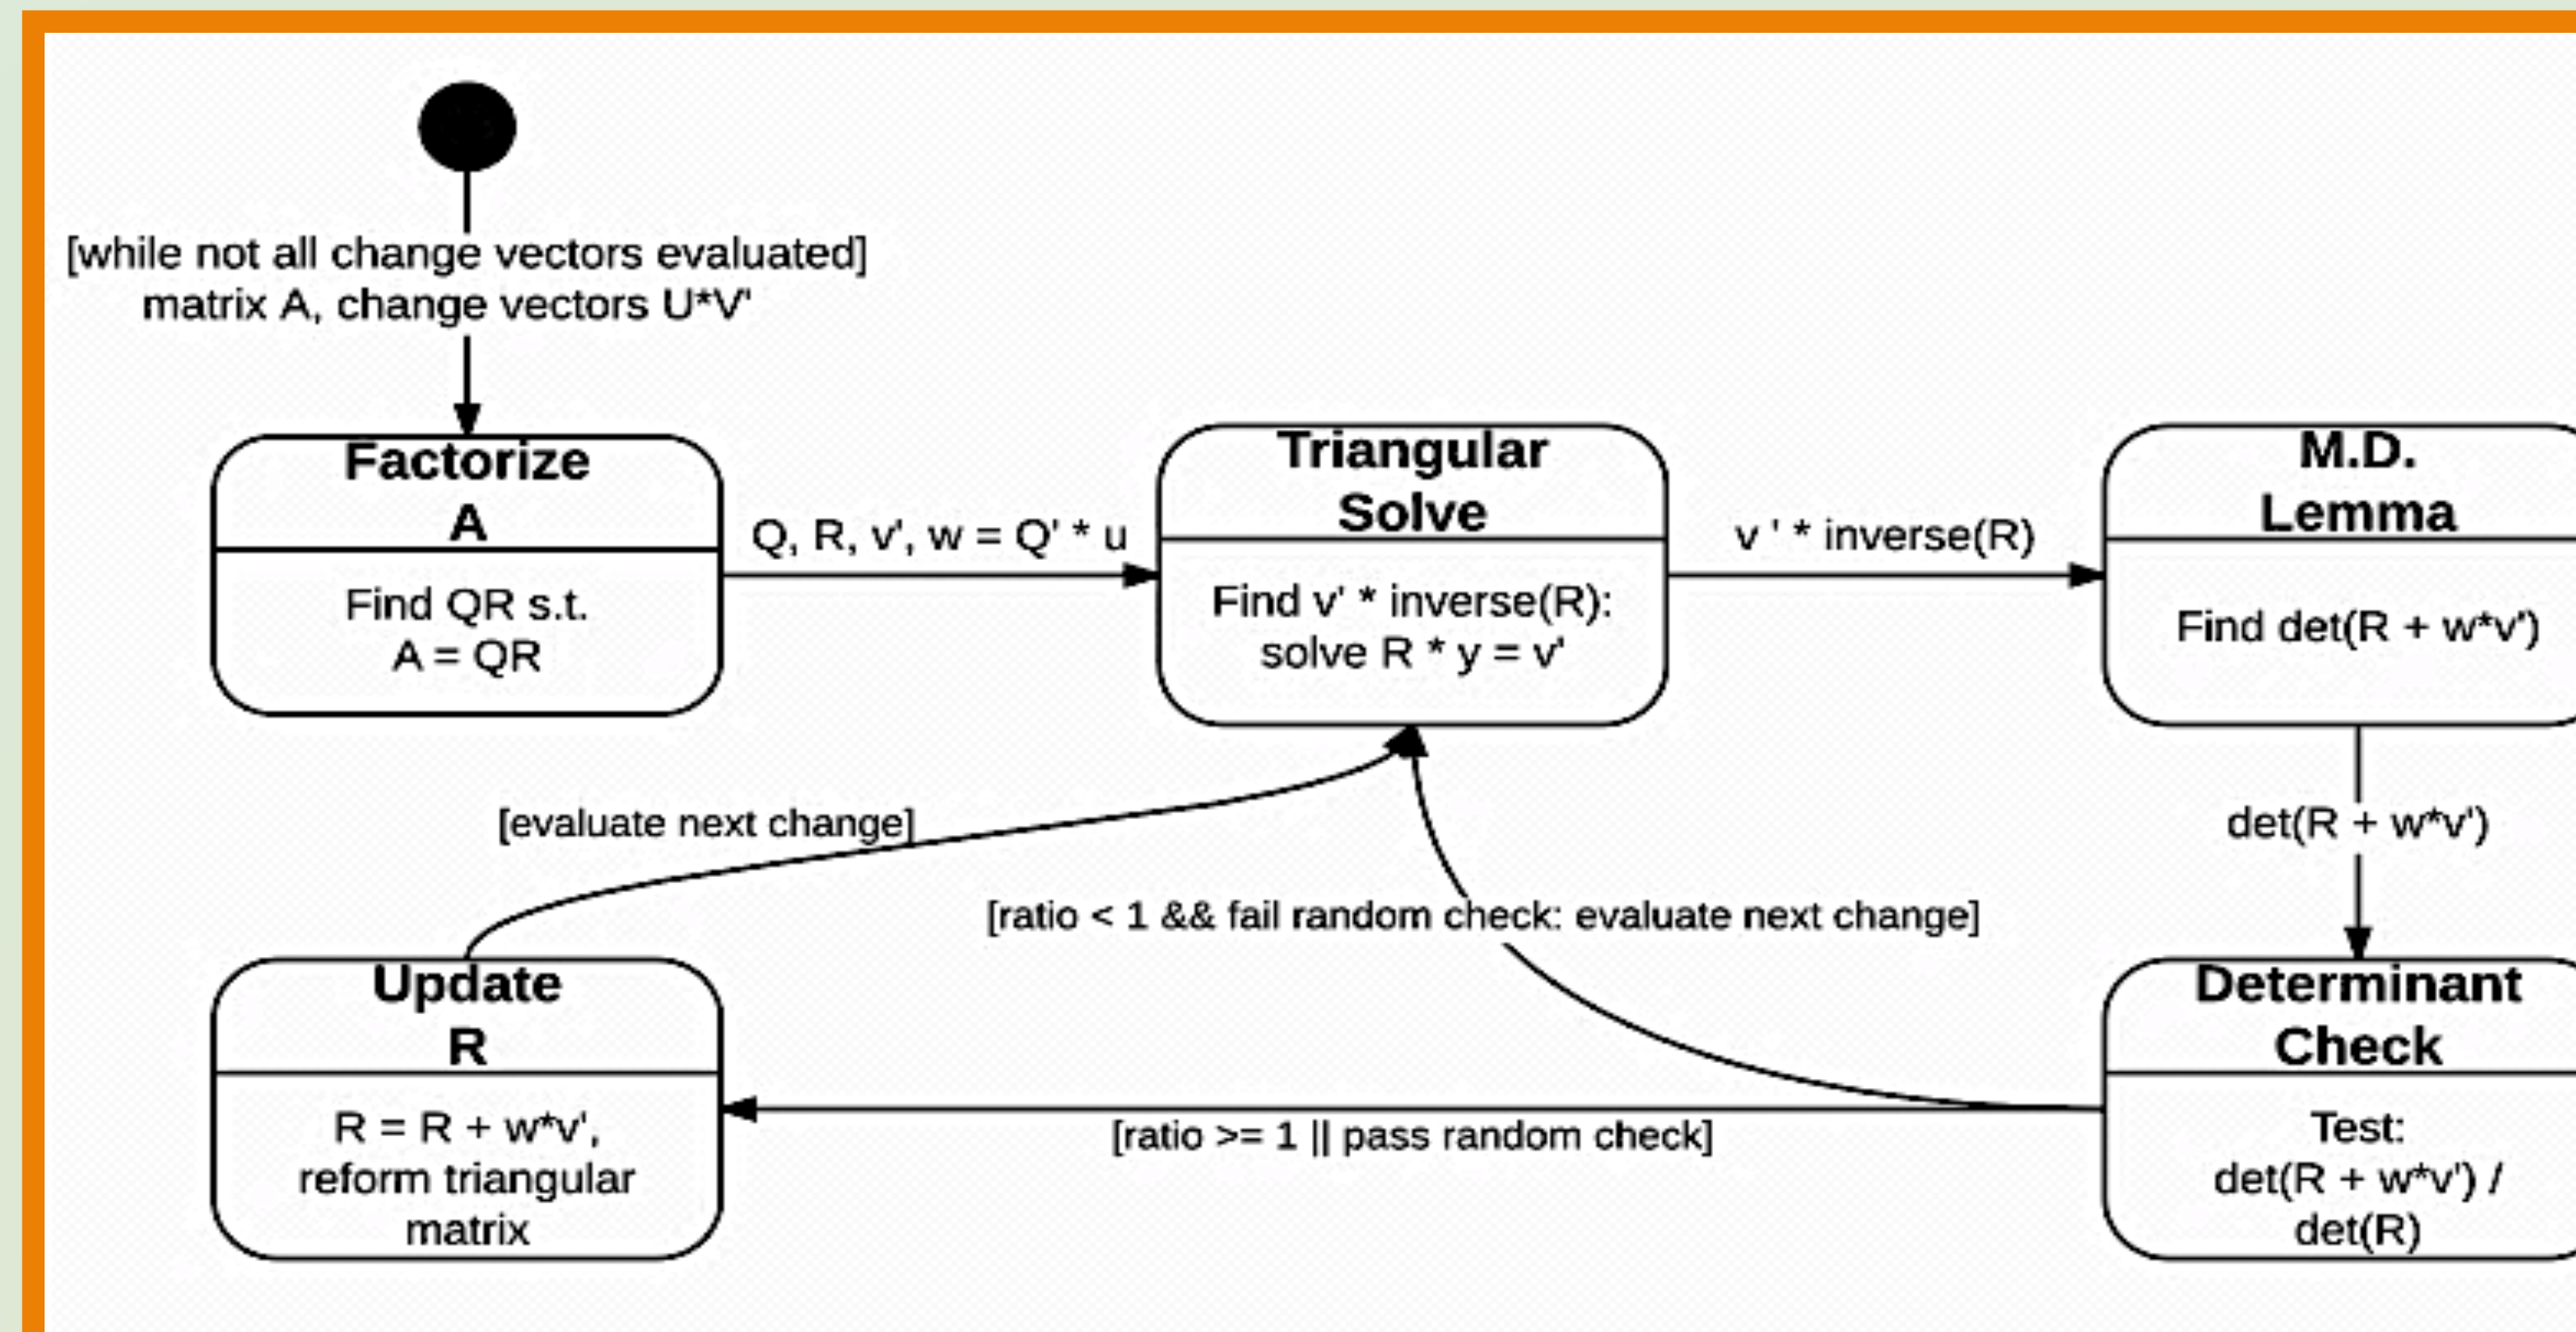 [while not all change vectors evaluated]
matrix A, change vectors U*V'
Factorize
A
Find QR s.t.
A = QR
Q, R, v', w = Q' * u
Triangular
Solve
Find v' * inverse(R):
solve R * y = v'
v ' * inverse(R)
M.D.
Lemma
Find det(R + w*v')
det(R + w*v')
[evaluate next change]
[ratio < 1 && fail random check: evaluate next change]
Determinant
Check
Test:
det(R + w*v') /
det(R)
[ratio >= 1 || pass random check]
Update
R
R = R + w*v',
reform triangular
matrix